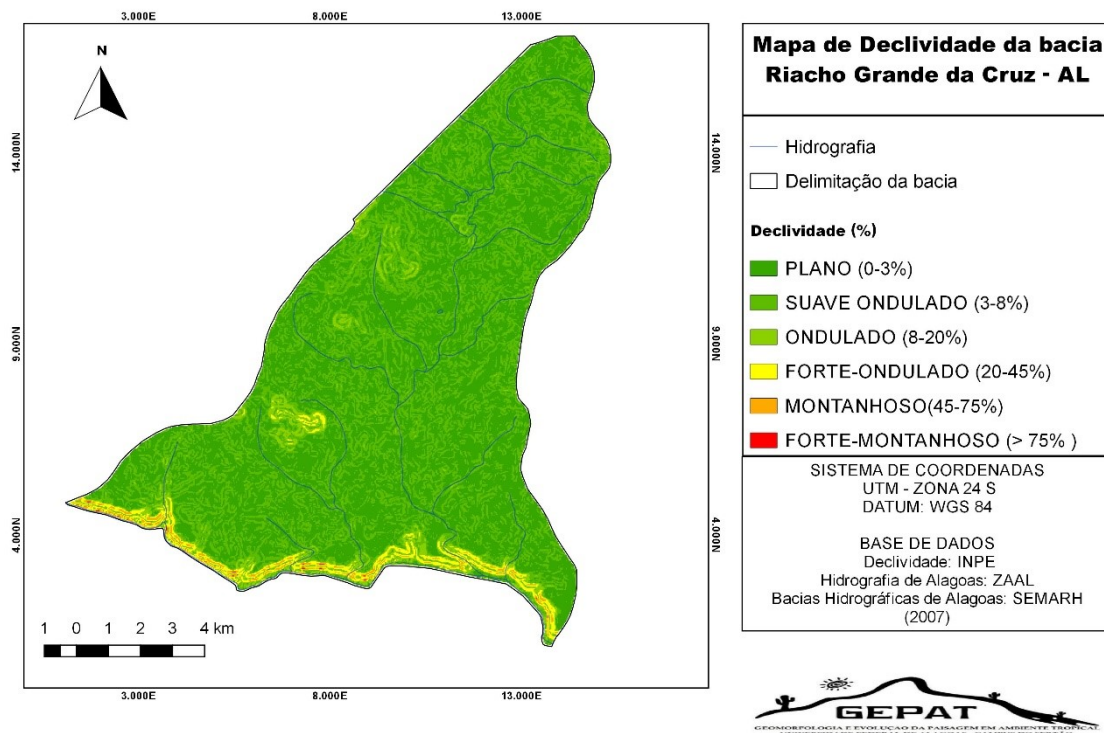 3.000E 8.000E 13.000E
N
14.000N 14.000N
9.000N 9.000N
4.000N 4.000N
1 0 1 2 3 4 km
3.000E 8.000E 13.000E
Mapa de Declividade da bacia
Riacho Grande da Cruz - AL
Hidrografia
Delimitação da bacia
Declividade (%)
PLANO (0-3%)
SUAVE ONDULADO (3-8%)
ONDULADO (8-20%)
FORTE-ONDULADO (20-45%)
MONTANHOSO(45-75%)
FORTE-MONTANHOSO (> 75% )
SISTEMA DE COORDENADAS
UTM - ZONA 24 S
DATUM: WGS 84
BASE DE DADOS
Declividade: INPE
Hidrografia de Alagoas: ZAAL
Bacias Hidrográficas de Alagoas: SEMARH
(2007)
GEPAT
GEOMORFOLOGIA E EVOLUÇÃO DA PAISAGEM EM AMBIENTE TROPICAL